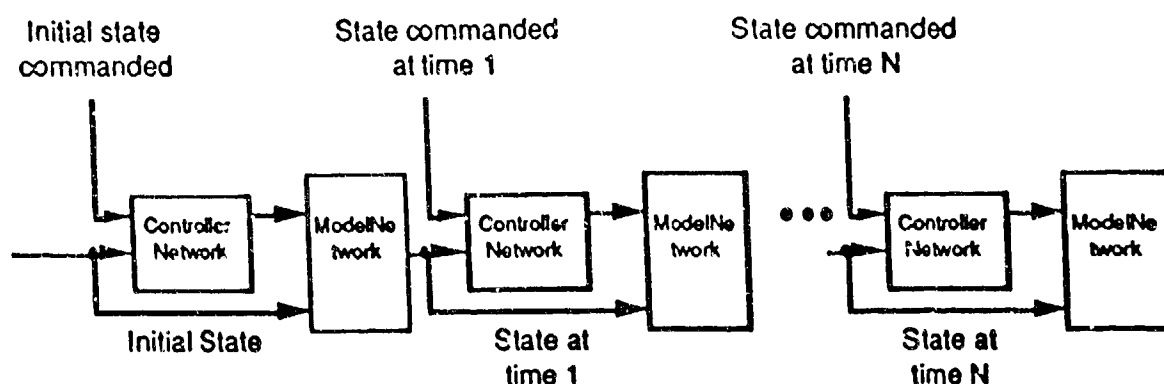 Initial state
commanded
State commanded
at time 1
State commanded
at time N
Controller
Network
ModelNe
twork
Controller
Network
ModelNe
twork
Controller
Network
ModelNe
twork
Initial State
State at
time 1
State at
time N